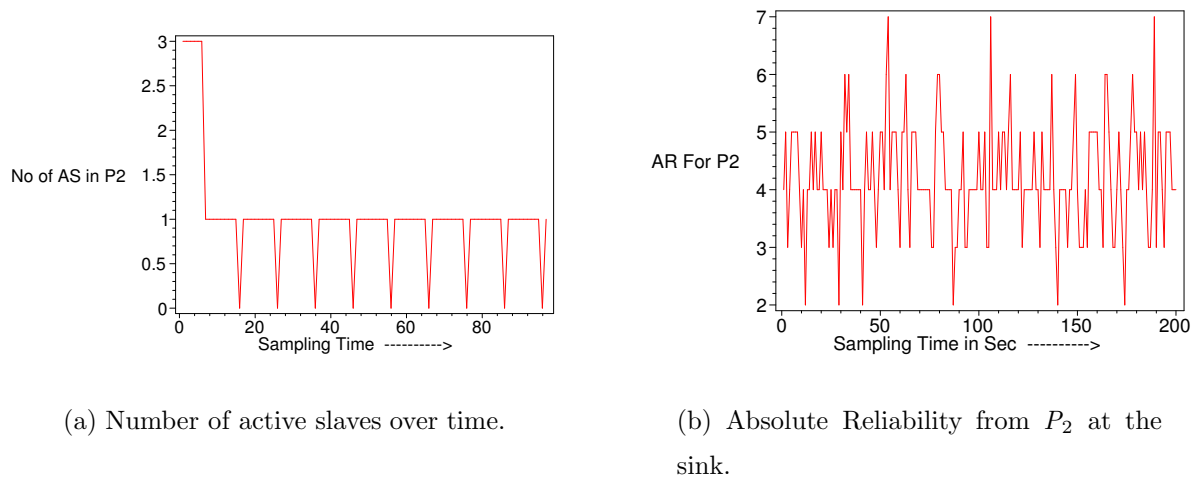 3
2.5
2
No of AS in P2
1.5
1
0.5
0
0 20 40 60 80
Sampling Time ---------->
(a) Number of active slaves over time.
7
6
5
AR For P2
4
3
2
0 50 100 150 200
Sampling Time in Sec ---------->
(b) Absolute Reliability from P₂ at the
sink.